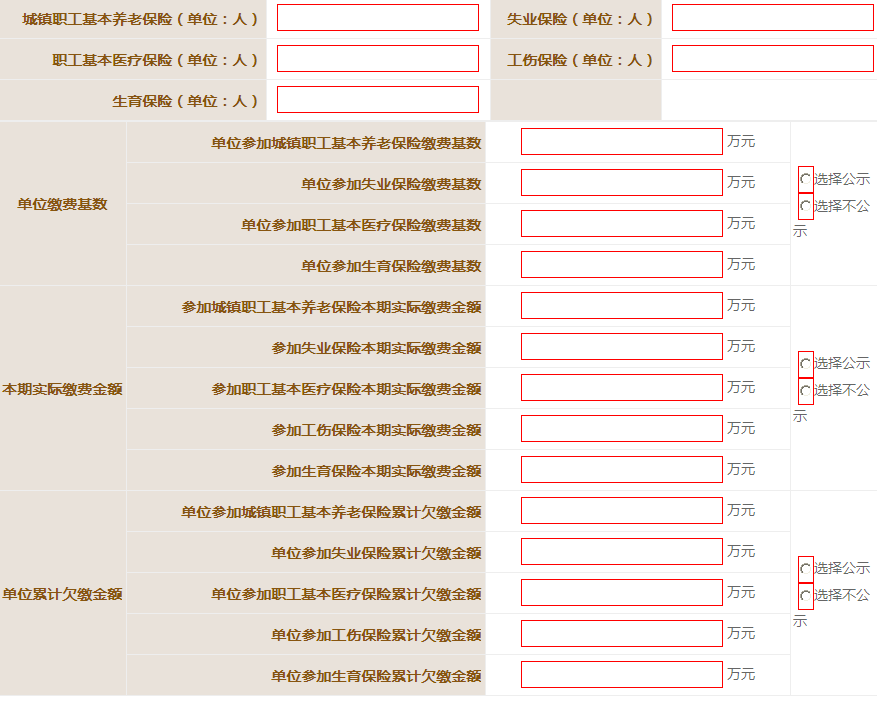 城镇职工基本养老保险（单位：人）
失业保险（单位：人）
职工基本医疗保险（单位：人）
工伤保险（单位：人）
生育保险（单位：人）
单位缴费基数
单位参加城镇职工基本养老保险缴费基数
万元
单位参加失业保险缴费基数
万元
单位参加职工基本医疗保险缴费基数
万元
单位参加生育保险缴费基数
万元
选择公示
选择不公
示
本期实际缴费金额
参加城镇职工基本养老保险本期实际缴费金额
万元
参加失业保险本期实际缴费金额
万元
参加职工基本医疗保险本期实际缴费金额
万元
参加工伤保险本期实际缴费金额
万元
参加生育保险本期实际缴费金额
万元
选择公示
选择不公
示
单位累计欠缴金额
单位参加城镇职工基本养老保险累计欠缴金额
万元
单位参加失业保险累计欠缴金额
万元
单位参加职工基本医疗保险累计欠缴金额
万元
单位参加工伤保险累计欠缴金额
万元
单位参加生育保险累计欠缴金额
万元
选择公示
选择不公
示